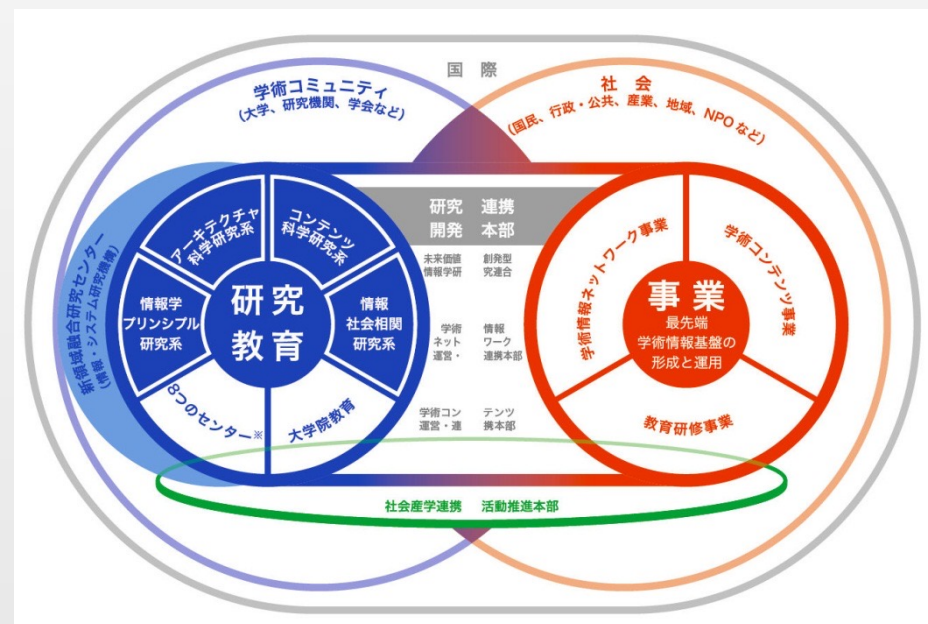 国 際
学術コミュニティ
(大学、研究機関、学会など)
社 会
(国民、行政・公共、産業、地域、NPOなど)
新領域融合研究センター
(情報・システム研究機構)
アーキテクチャ
科学研究系
コンテンツ
科学研究系
情報学
プリンシプル
研究系
情報
社会相関
研究系
研究
教育
8つのセンター※
大学院教育
研究 連携
開発 本部
未来価値 創発型
情報学研 究連合
学術 情報
ネット ワーク
運営・ 連携本部
学術コン テンツ
運営・連 携本部
学術情報ネットワーク事業
学術コンテンツ事業
事業
最先端
学術情報基盤の
形成と運用
教育研修事業
社会産学連携 活動推進本部